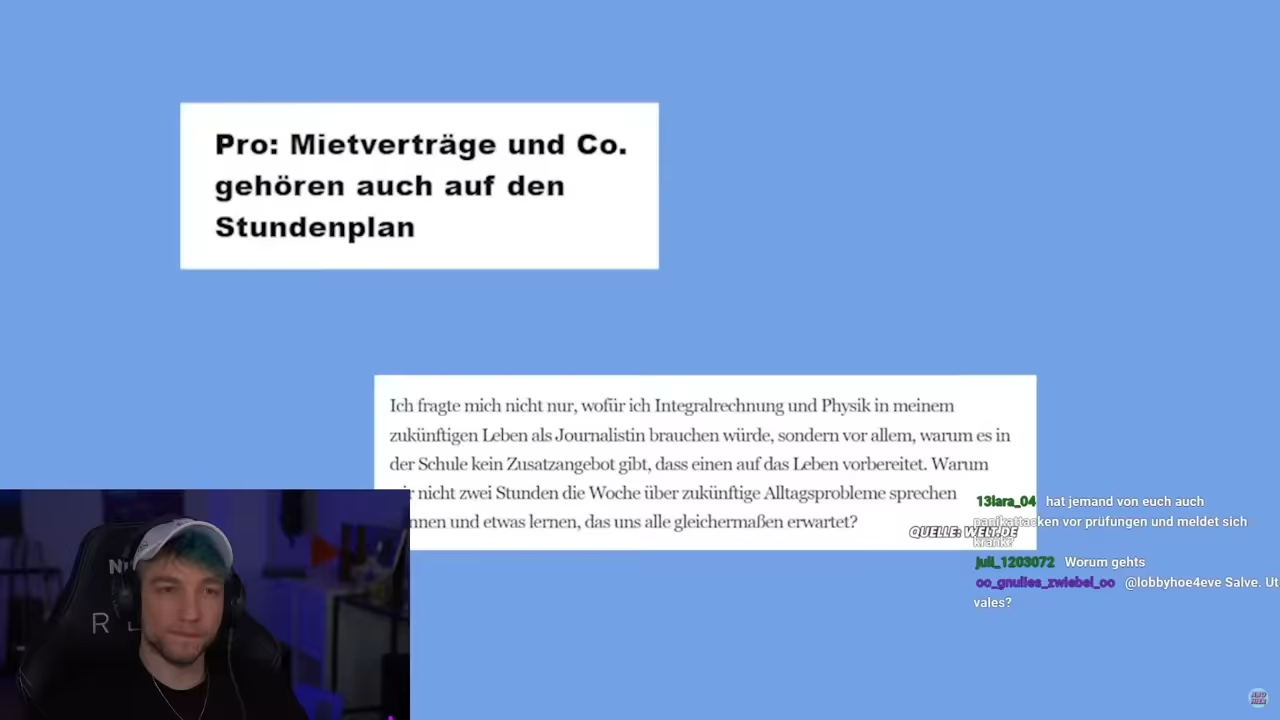 Pro: Mietverträge und Co.
gehören auch auf den
Stundenplan
Ich fragte mich nicht nur, wofür ich Integralrechnung und Physik in meinem
zukünftigen Leben als Journalistin brauchen würde, sondern vor allem, warum es in
der Schule kein Zusatzangebot gibt, dass einen auf das Leben vorbereitet. Warum
nicht zwei Stunden die Woche über zukünftige Alltagsprobleme sprechen
und etwas lernen, das uns alle gleichermaßen erwartet?
QUELLE: WELT.DE
13lara_04 hat jemand von euch auch
panikattacken vor prüfungen und meldet sich
krank?
juli_1203072 Worum gehts
oo_gnulies_zwiebel_oo @lobbyhoe4eve Salve. Ut
vales?